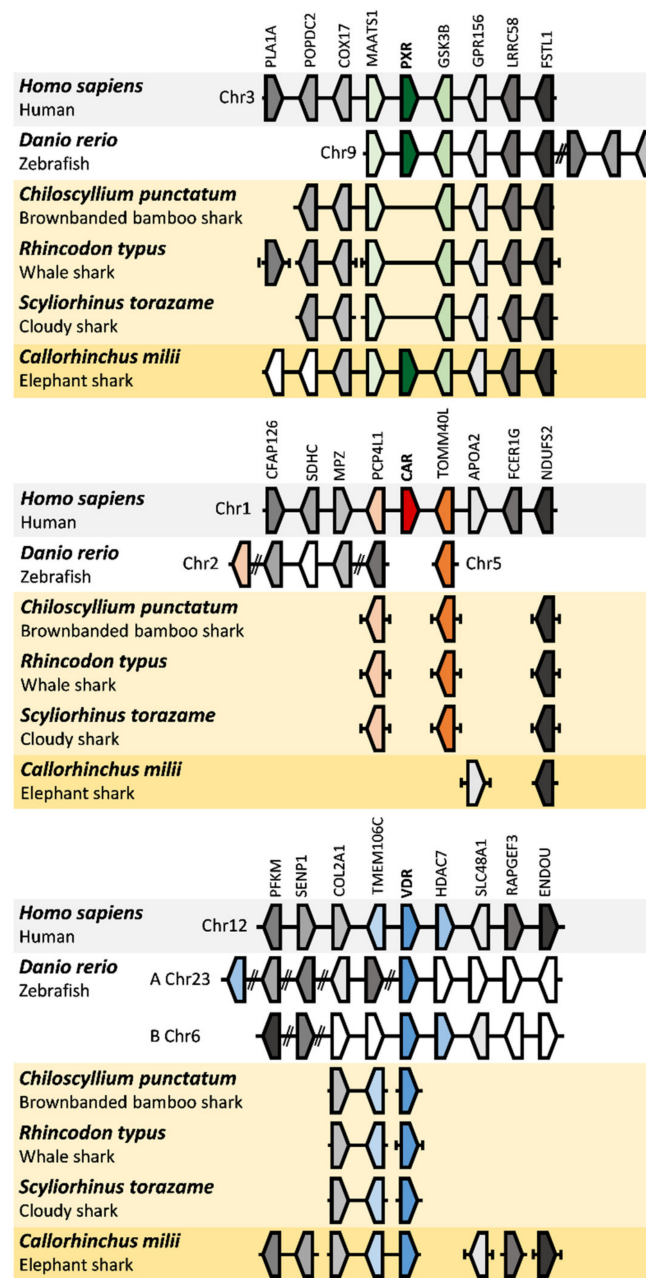 PLA1A POPDC2 COX17 MAATS1 PXR GSK3B GPR156 LRRC58 FSTL1
Homo sapiens
Human
Chr3
Danio rerio
Zebrafish
Chr9
Chiloscyllium punctatum
Brownbanded bamboo shark
Rhincodon typus
Whale shark
Scyliorhinus torazame
Cloudy shark
Callorhinchus milii
Elephant shark
CFAP126 SDHC MPZ PCP4L1 CAR TOMM40L APOA2 FCER1G NDUFS2
Homo sapiens
Human
Chr1
Danio rerio
Zebrafish
Chr2
Chr5
Chiloscyllium punctatum
Brownbanded bamboo shark
Rhincodon typus
Whale shark
Scyliorhinus torazame
Cloudy shark
Callorhinchus milii
Elephant shark
PFKM SENP1 COL2A1 TMEM106C VDR HDAC7 SLC48A1 RAPGEF3 ENDOU
Homo sapiens
Human
Chr12
Danio rerio
Zebrafish
A Chr23
B Chr6
Chiloscyllium punctatum
Brownbanded bamboo shark
Rhincodon typus
Whale shark
Scyliorhinus torazame
Cloudy shark
Callorhinchus milii
Elephant shark